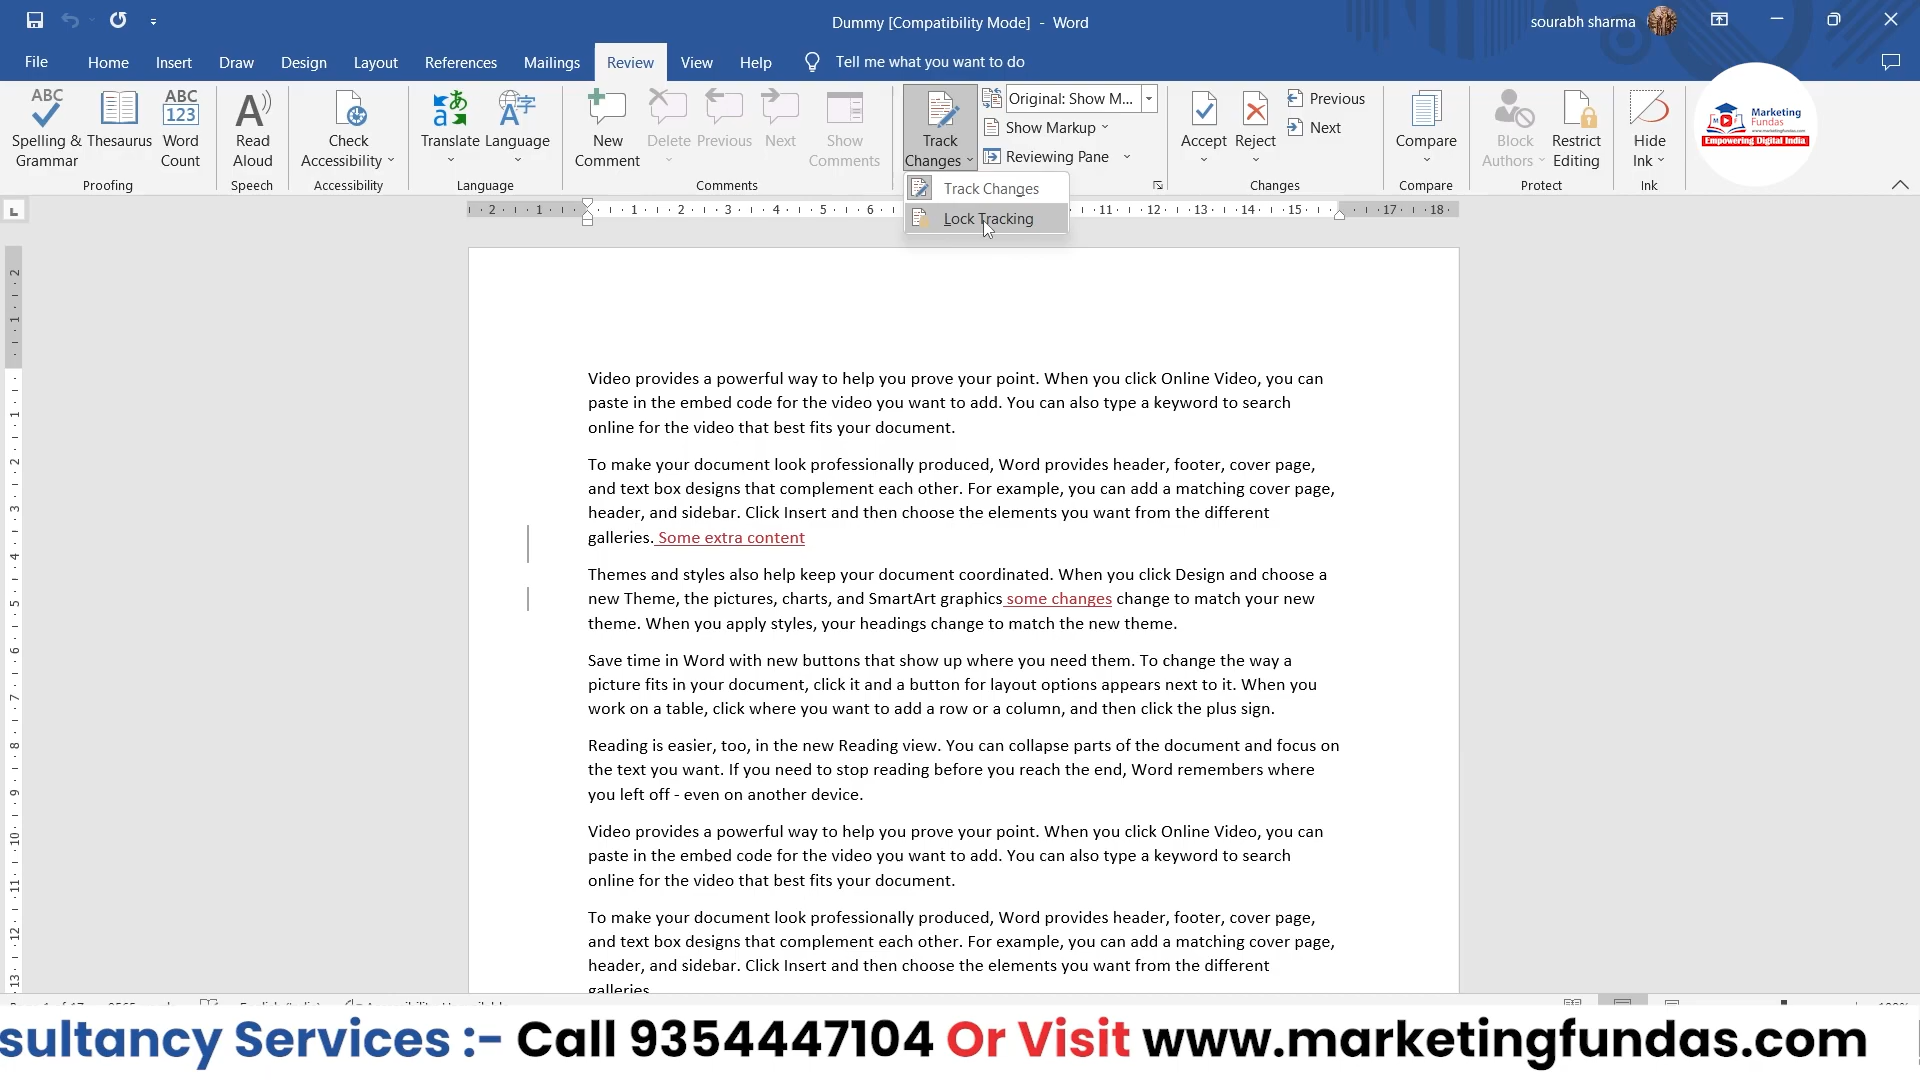 Dummy [Compatibility Mode] - Word
sourabh sharma
File Home Insert Draw Design Layout References Mailings Review View Help Tell me what you want to do
ABC
Spelling & Grammar
Thesaurus
ABC 123
Word Count
Proofing
A
Read Aloud
Speech
Check Accessibility
Accessibility
Translate
Language
Language
New Comment
Delete
Previous
Next
Show Comments
Comments
Track Changes
Original: Show M...
Show Markup
Reviewing Pane
Track Changes
Lock Tracking
Accept
Reject
Previous
Next
Changes
Compare
Compare
Block Authors
Restrict Editing
Protect
Hide Ink
Ink
Marketing
Fundas
www.marketingfundas.com
Empowering Digital India
Video provides a powerful way to help you prove your point. When you click Online Video, you can
paste in the embed code for the video you want to add. You can also type a keyword to search
online for the video that best fits your document.
To make your document look professionally produced, Word provides header, footer, cover page,
and text box designs that complement each other. For example, you can add a matching cover page,
header, and sidebar. Click Insert and then choose the elements you want from the different
galleries. Some extra content
Themes and styles also help keep your document coordinated. When you click Design and choose a
new Theme, the pictures, charts, and SmartArt graphics some changes change to match your new
theme. When you apply styles, your headings change to match the new theme.
Save time in Word with new buttons that show up where you need them. To change the way a
picture fits in your document, click it and a button for layout options appears next to it. When you
work on a table, click where you want to add a row or a column, and then click the plus sign.
Reading is easier, too, in the new Reading view. You can collapse parts of the document and focus on
the text you want. If you need to stop reading before you reach the end, Word remembers where
you left off - even on another device.
Video provides a powerful way to help you prove your point. When you click Online Video, you can
paste in the embed code for the video you want to add. You can also type a keyword to search
online for the video that best fits your document.
To make your document look professionally produced, Word provides header, footer, cover page,
and text box designs that complement each other. For example, you can add a matching cover page,
header, and sidebar. Click Insert and then choose the elements you want from the different
galleries.
sultancy Services :- Call 9354447104 Or Visit www.marketingfundas.com